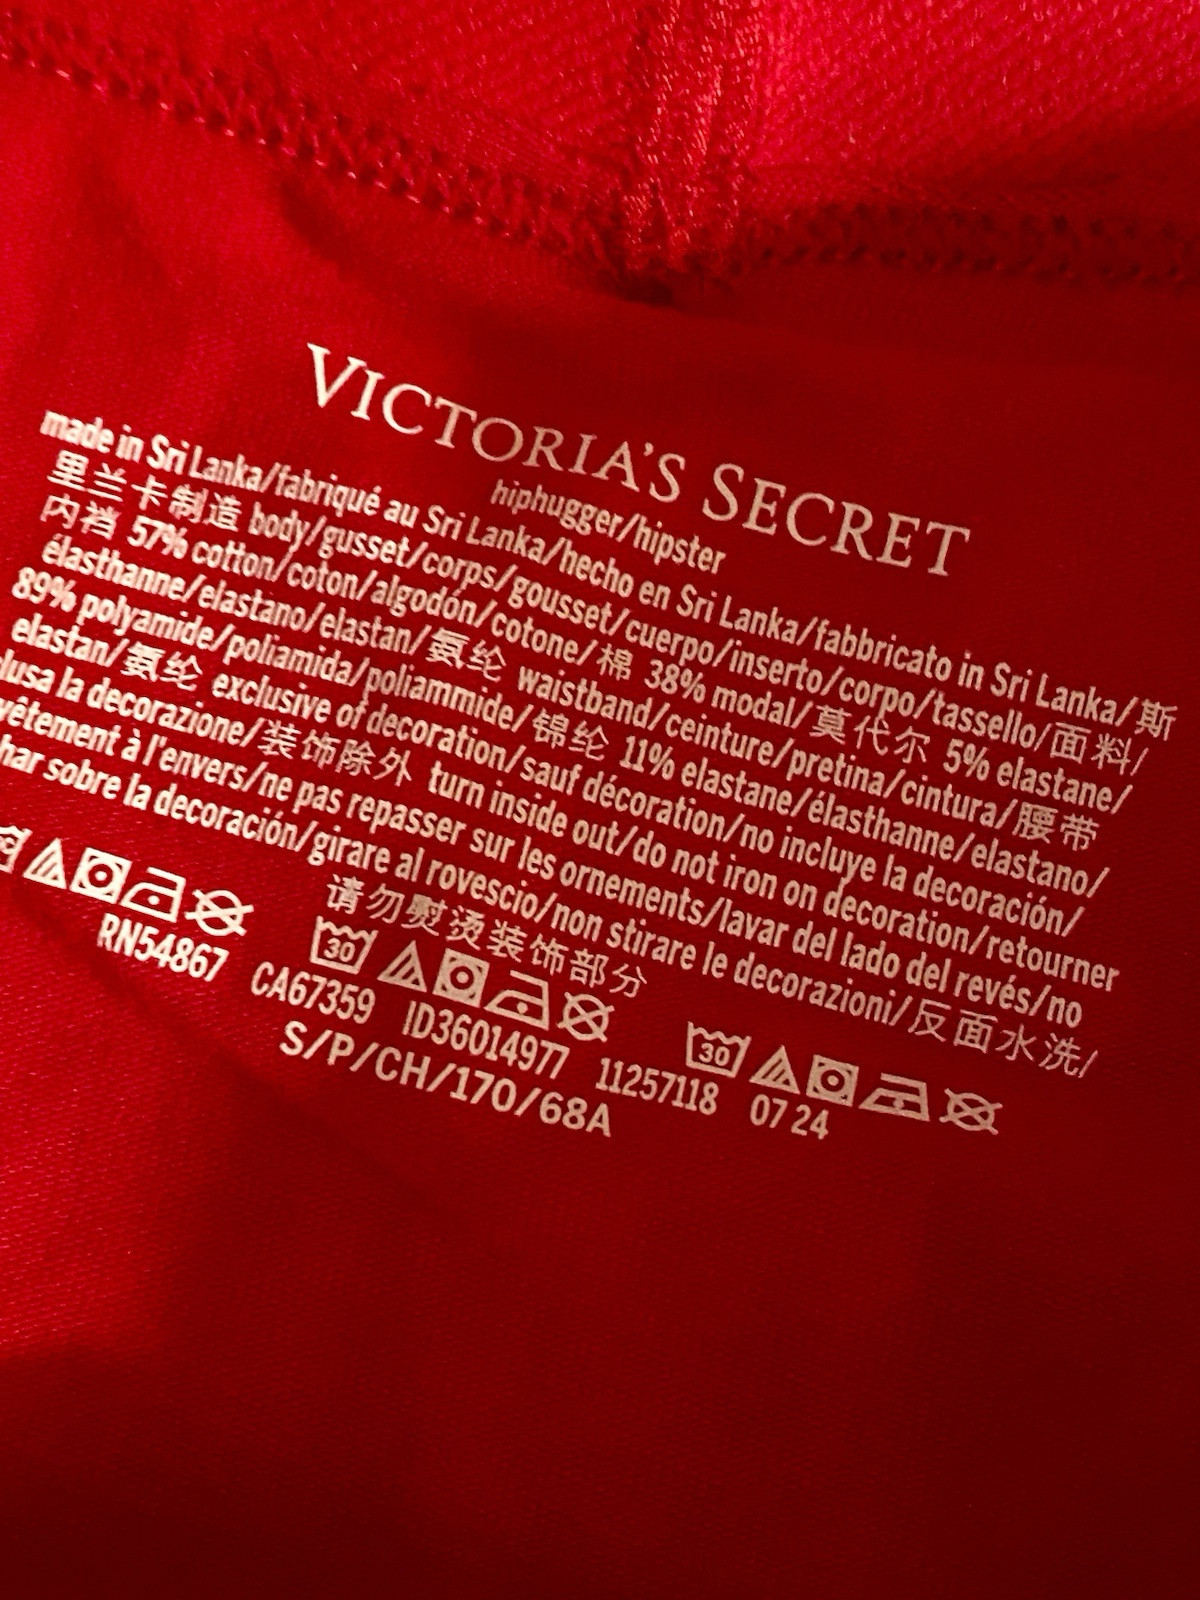 VICTORIA'S SECRET
hiphugger/hipster
made in Sri Lanka/fabriqué au Sri Lanka/hecho en Sri Lanka/fabbricato in Sri Lanka/斯
里兰卡制造 body/gusset/corps/gousset/cuerpo/inserto/corpo/tassello/面料/
内裆 57% cotton/coton/algodón/cotone/棉 38% modal/莫代尔 5% elastane/
élasthanne/elastano/elastan/氨纶 waistband/ceinture/pretina/cintura/腰带
89% polyamide/poliamida/poliammide/锦纶 11% elastane/élasthanne/elastano/
elastan/氨纶 exclusive of decoration/sauf décoration/no incluye la decoración/
la decorazione/装饰除外 turn inside out/do not iron on decoration/retourner
vêtement à l'envers/ne pas repasser sur les ornements/lavar del lado del revés/no
sobre la decoración/girare al rovescio/non stirare le decorazioni/反面水洗/
请勿熨烫装饰部分
30 30
RN54867 CA67359 ID36014977 11257118 07 24
S/P/CH/170/68A